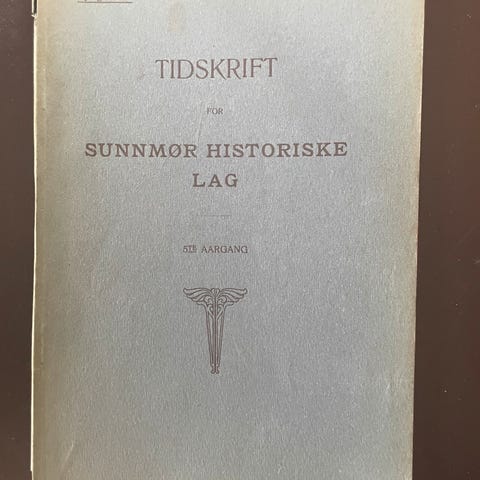 TIDSKRIFT
FOR
SUNNMØR HISTORISKE
LAG
5TE AARGANG